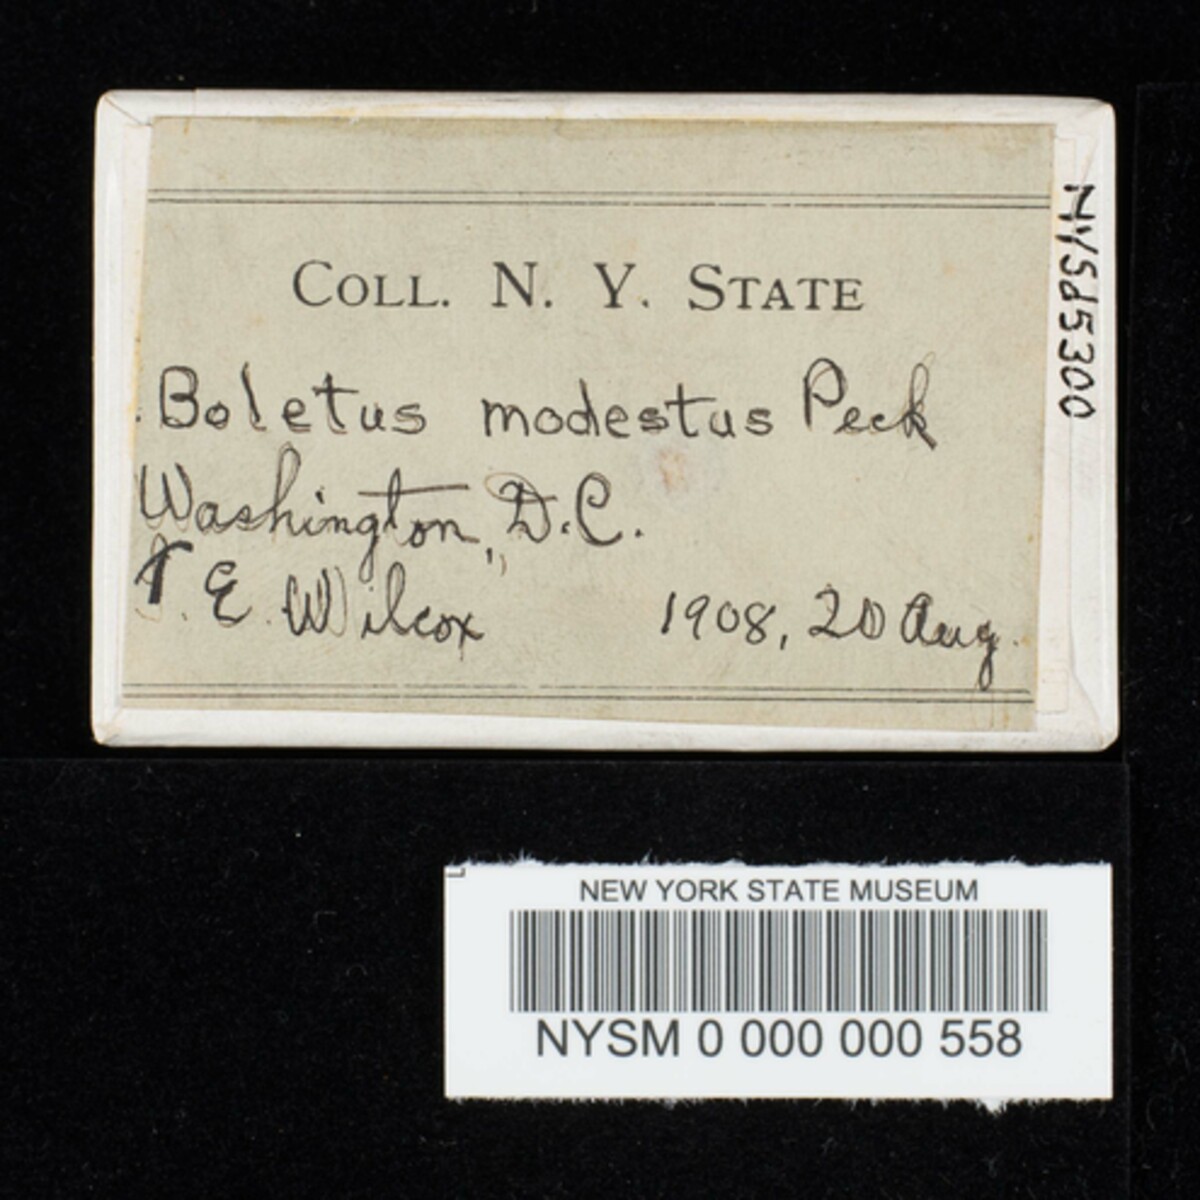 COLL. N. Y. STATE
Boletus modestus Peck
Washington, D.C.
T. E. Wilcox 1908, 20 Aug.
NYSd5300
NEW YORK STATE MUSEUM
NYSM 0 000 000 558